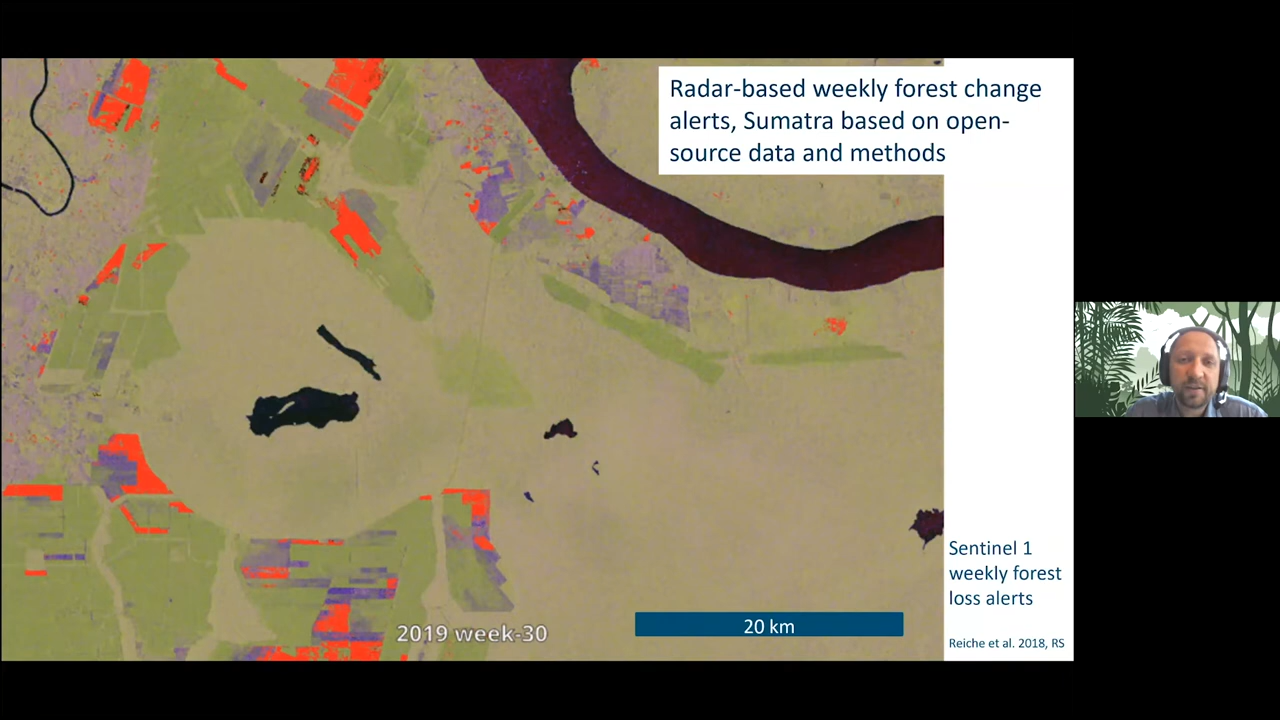 Radar-based weekly forest change
alerts, Sumatra based on open-
source data and methods
Sentinel 1
weekly forest
loss alerts
20 km
2019 week-30
Reiche et al. 2018, RS